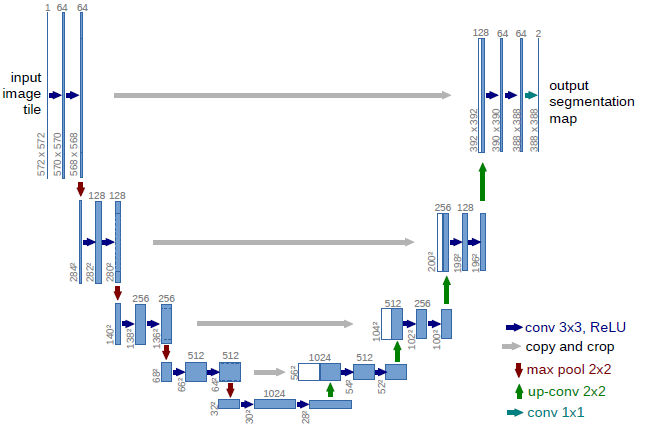 1 64 64
input
image
tile
572 x 572
570 x 570
568 x 568
128 64 64 2
output
segmentation
map
392 x 392
390 x 390
388 x 388
388 x 388
128 128
284²
282²
280²
256 128
200²
198²
196²
256 256
140²
138²
136²
512 256
104²
102²
100²
512 512
68²
66²
64²
1024 512
56²
54²
52²
1024
32²
30²
28²
conv 3x3, ReLU
copy and crop
max pool 2x2
up-conv 2x2
conv 1x1